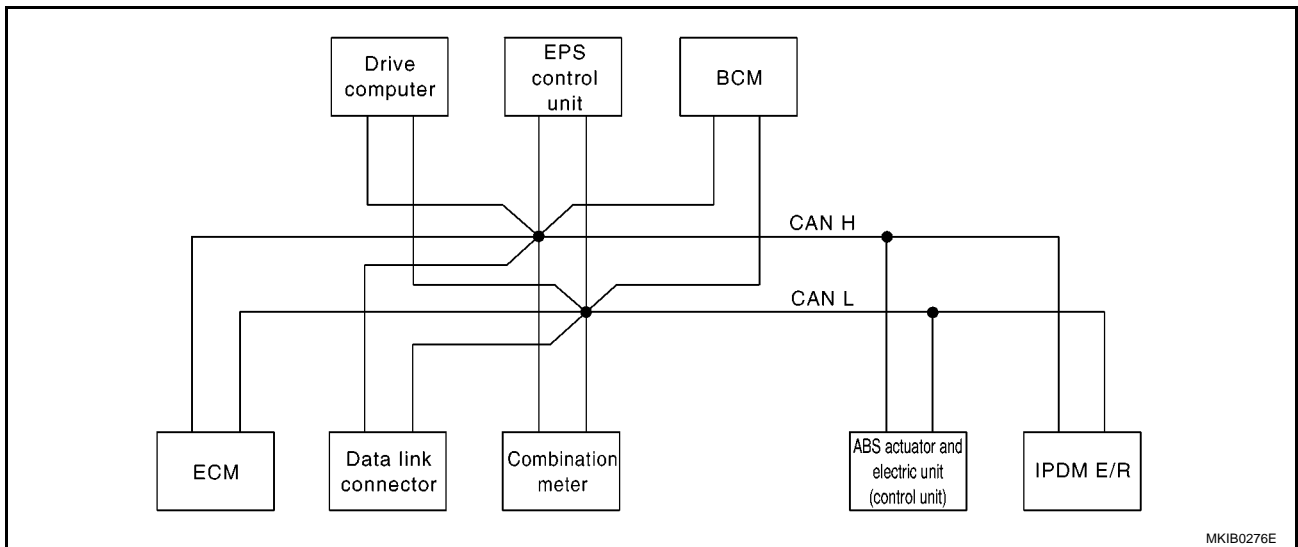 Drive
computer
EPS
control
unit
BCM
CAN H
CAN L
ECM
Data link
connector
Combination
meter
ABS actuator and
electric unit
(control unit)
IPDM E/R
MKIB0276E